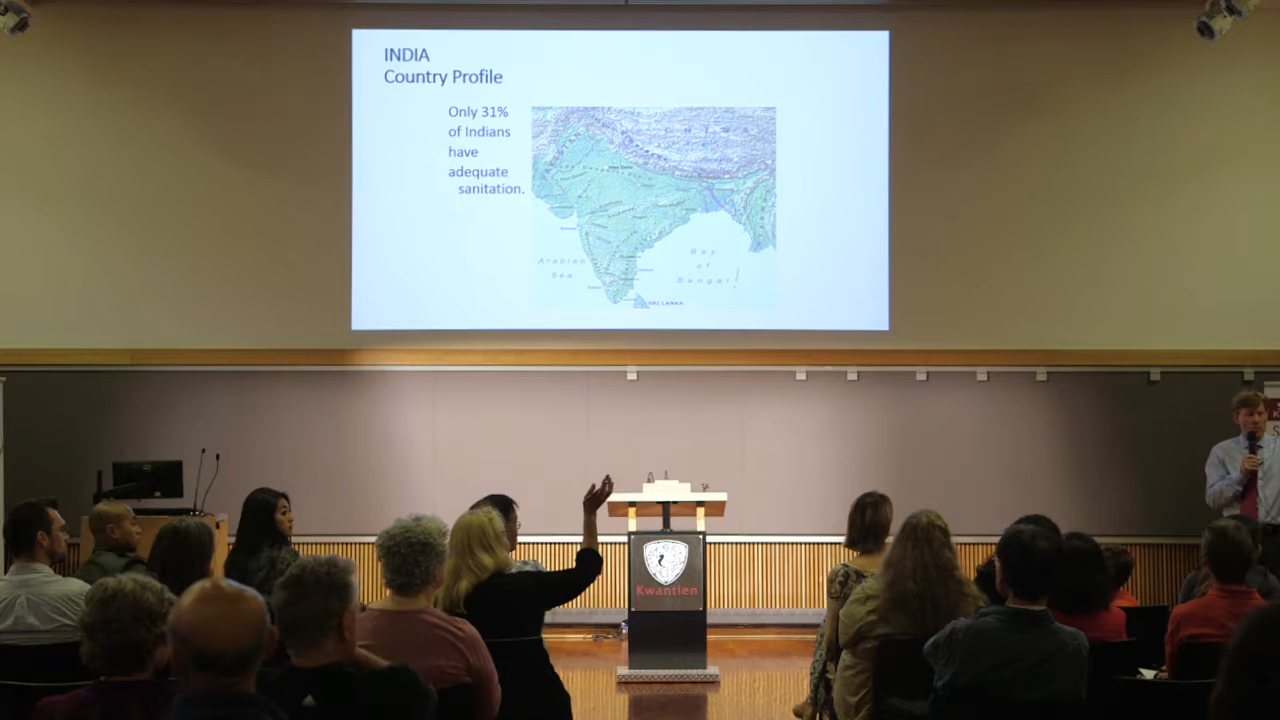 INDIA
Country Profile
Only 31%
of Indians
have
adequate
sanitation.
C H I N A
Arabian
Sea
Bay
of
Bengal
SRI LANKA
Kwantlen